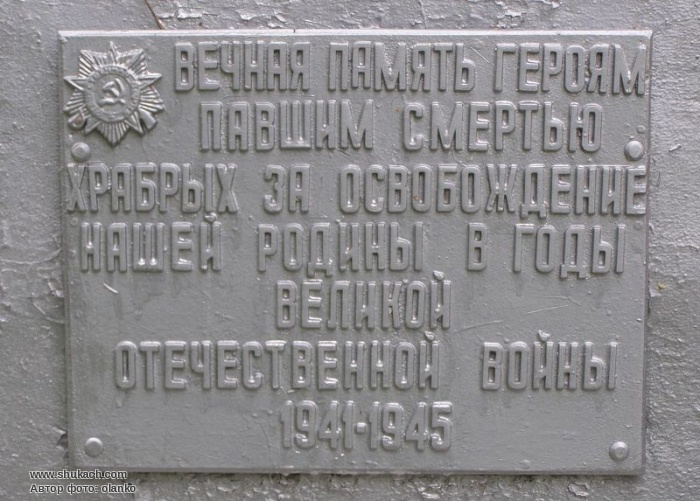 ВЕЧНАЯ ПАМЯТЬ ГЕРОЯМ
ПАВШИМ СМЕРТЬЮ
ХРАБРЫХ ЗА ОСВОБОЖДЕНИЕ
НАШЕЙ РОДИНЫ В ГОДЫ
ВЕЛИКОЙ
ОТЕЧЕСТВЕННОЙ ВОЙНЫ
1941-1945
www.shukach.com
Автор фото: olanko